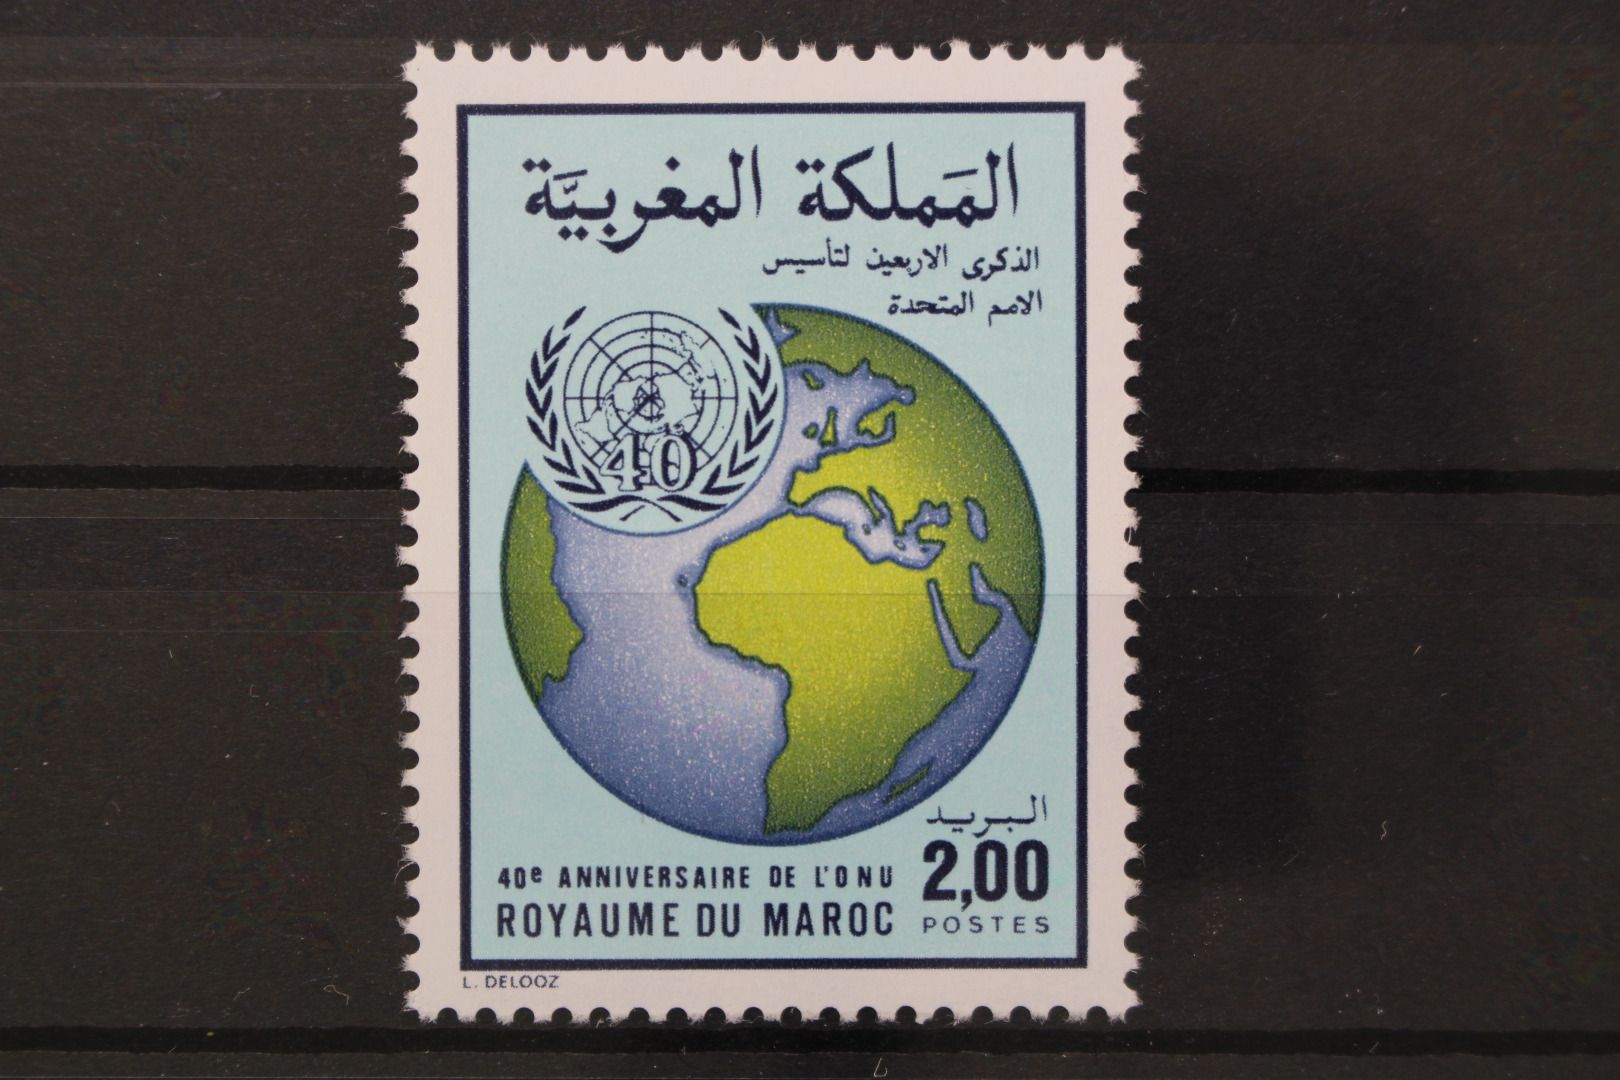 المملكة المغربيَّة
الذكرى الاربعين لتأسيس
الامم المتحدة
40
البريد
2,00
POSTES
40e ANNIVERSAIRE DE L'ONU
ROYAUME DU MAROC
L. DELOOZ